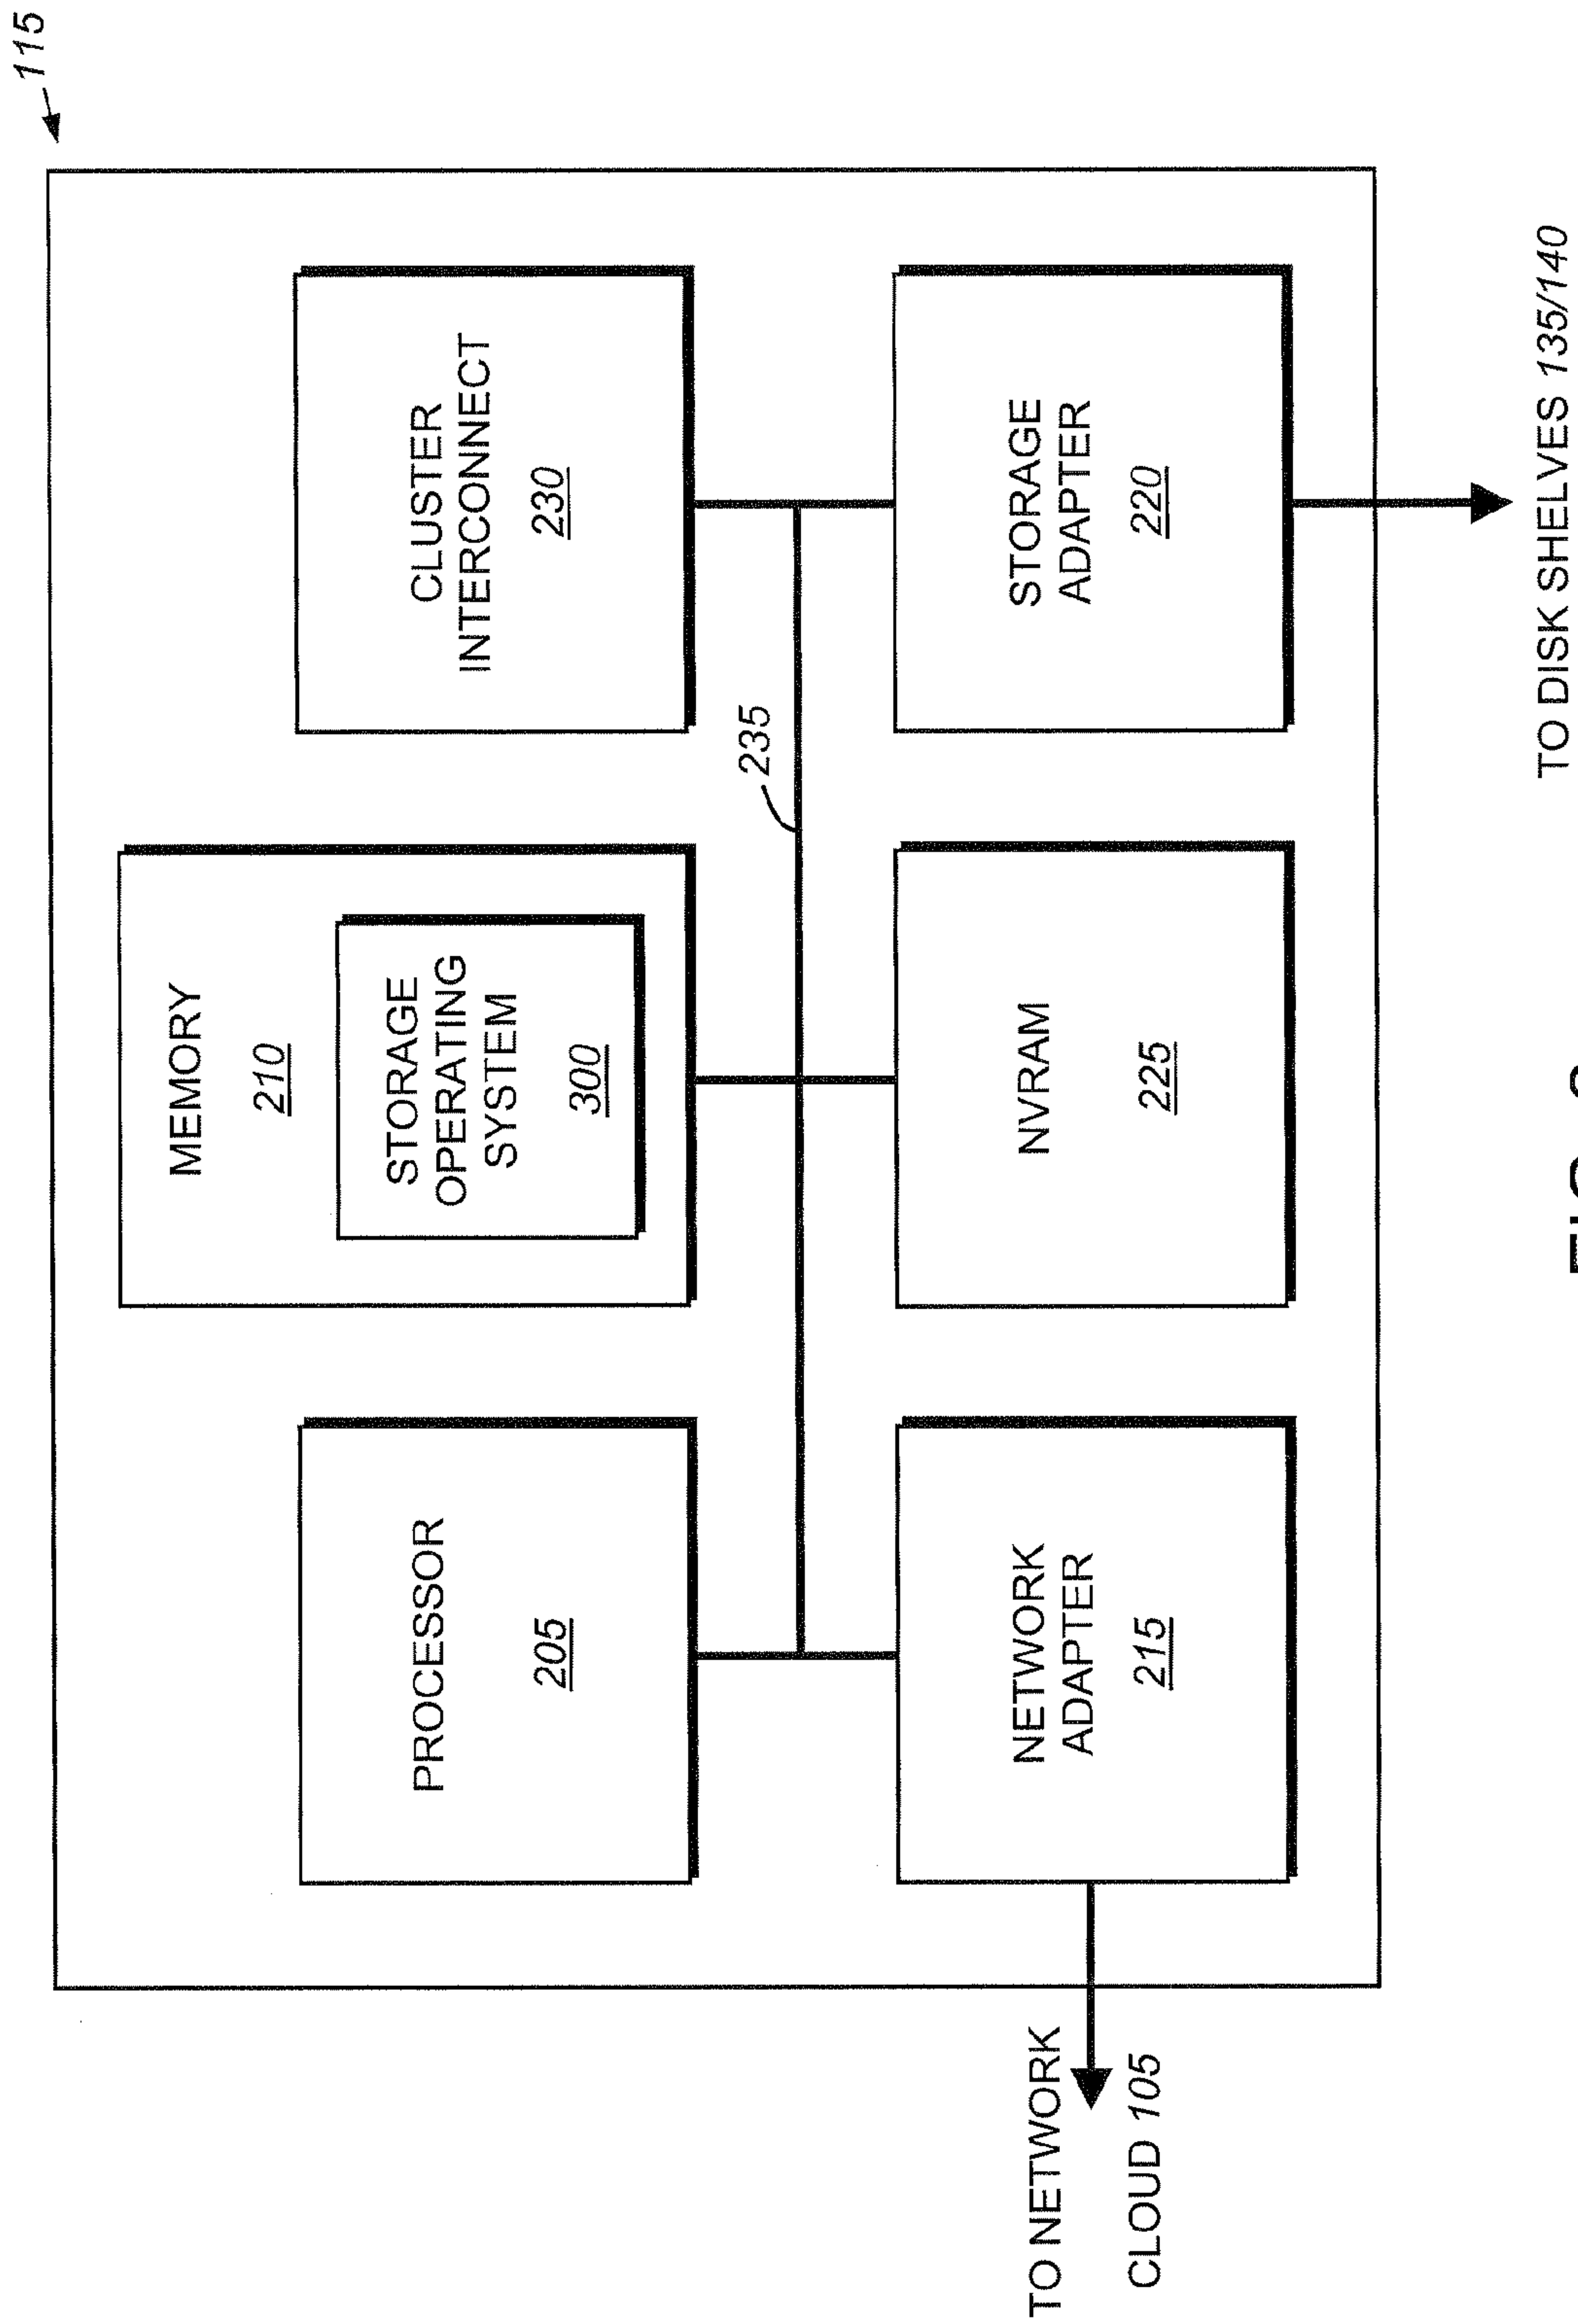 115
PROCESSOR
205
MEMORY
210
STORAGE
OPERATING
SYSTEM
300
CLUSTER
INTERCONNECT
230
235
NETWORK
ADAPTER
215
NVRAM
225
STORAGE
ADAPTER
220
TO NETWORK
CLOUD 105
TO DISK SHELVES 135/140